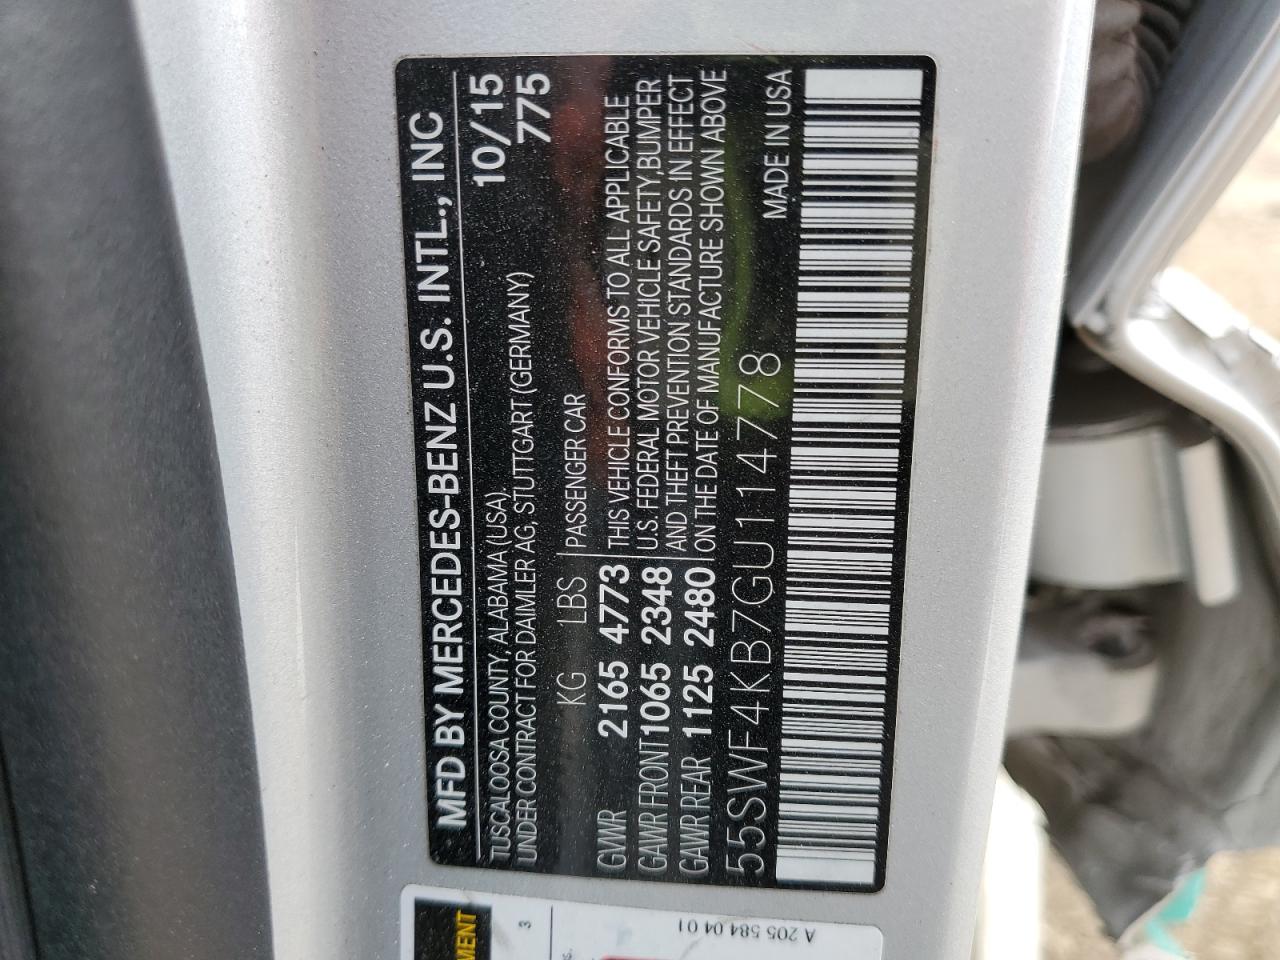 MFD BY MERCEDES-BENZ U.S. INTL., INC
TUSCALOOSA COUNTY, ALABAMA (USA). 10/15
UNDER CONTRACT FOR DAIMLER AG, STUTTGART (GERMANY) 775
KG LBS PASSENGER CAR
GVWR 2165 4773 THIS VEHICLE CONFORMS TO ALL APPLICABLE
GAWR FRONT 1065 2348 U.S. FEDERAL MOTOR VEHICLE SAFETY,BUMPER
GAWR REAR 1125 2480 AND THEFT PREVENTION STANDARDS IN EFFECT
ON THE DATE OF MANUFACTURE SHOWN ABOVE
55SWF4KB7GU114778 MADE IN USA
MENT
3
A 205 584 04 01